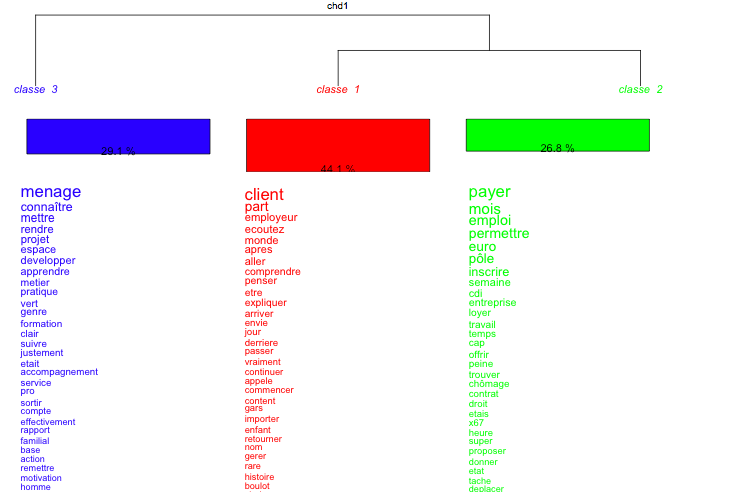 chd1
classe 3
classe 1
classe 2
29.1 %
44.1 %
26.8 %
menage
connaître
mettre
rendre
projet
espace
developper
apprendre
metier
pratique
vert
genre
formation
clair
suivre
justement
etait
accompagnement
service
pro
sortir
compte
effectivement
rapport
familial
base
action
remettre
motivation
homme
client
part
employeur
ecoutez
monde
apres
aller
comprendre
penser
etre
expliquer
arriver
envie
jour
derriere
passer
vraiment
continuer
appele
commencer
content
gars
importer
enfant
retourner
nom
gerer
rare
histoire
boulot
payer
mois
emploi
permettre
euro
pôle
inscrire
semaine
cdi
entreprise
loyer
travail
temps
cap
offrir
peine
trouver
chômage
contrat
droit
etais
x67
heure
super
proposer
donner
etat
tache
deplacer